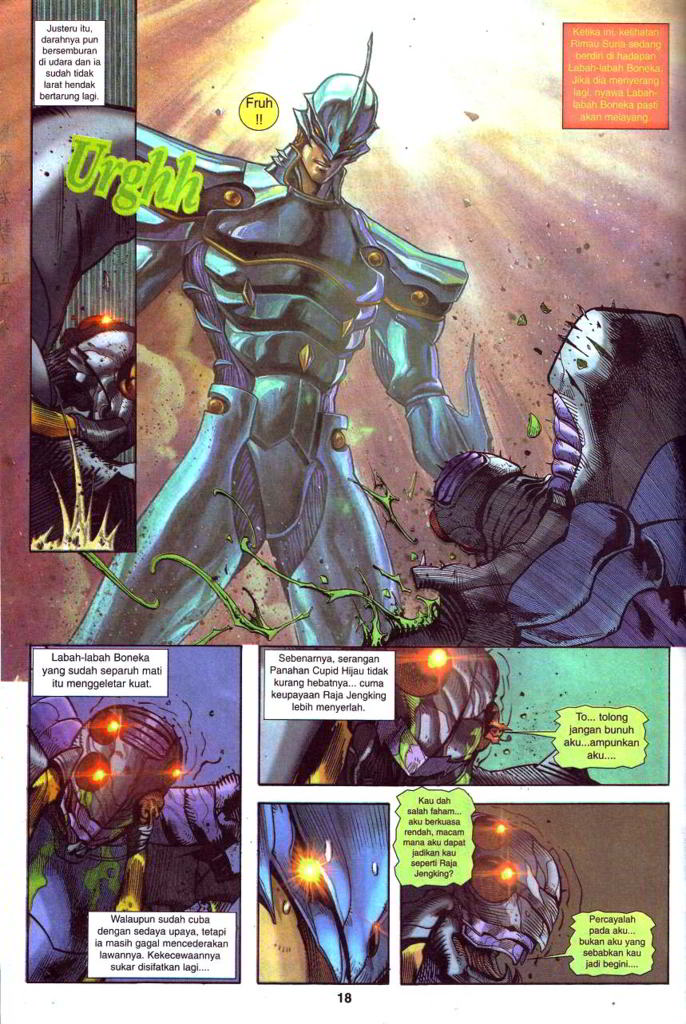 Justeru itu,
darahnya pun
bersemburan
di udara dan ia
sudah tidak
larat hendak
bertarung lagi.
Urghh
Fruh
!!
Ketika ini, kelihatan
Rimau Suria sedang
berdiri di hadapan
Labah-labah Boneka.
Jika dia menyerang
lagi, nyawa Labah-
labah Boneka pasti
akan melayang.
Labah-labah Boneka
yang sudah separuh mati
itu menggeletar kuat.
Walaupun sudah cuba
dengan sedaya upaya, tetapi
ia masih gagal mencederakan
lawannya. Kekecewaannya
sukar disifatkan lagi....
Sebenarnya, serangan
Panahan Cupid Hijau tidak
kurang hebatnya... cuma
keupayaan Raja Jengking
lebih menyerlah.
To... tolong
jangan bunuh
aku...ampunkan
aku....
Kau dah
salah faham...
aku berkuasa
rendah, macam
mana aku dapat
jadikan kau
seperti Raja
Jengking?
Percayalah
pada aku...
bukan aku yang
sebabkan kau
jadi begini....
18